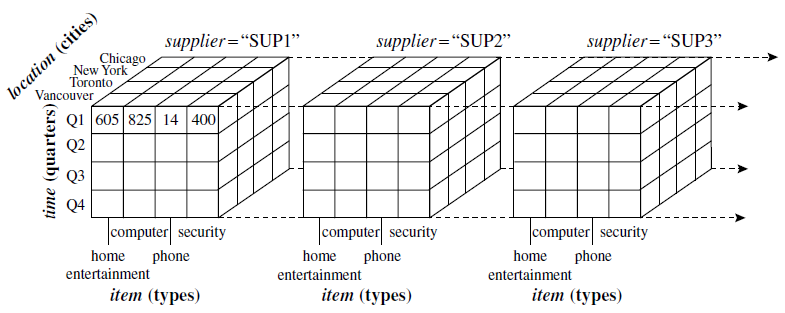 supplier=“SUP1” supplier=“SUP2” supplier=“SUP3”
location (cities)
Chicago
New York
Toronto
Vancouver
time (quarters)
Q1 605 825 14 400
Q2
Q3
Q4
computer security computer security computer security
home phone home phone home phone
entertainment entertainment entertainment
item (types) item (types) item (types)